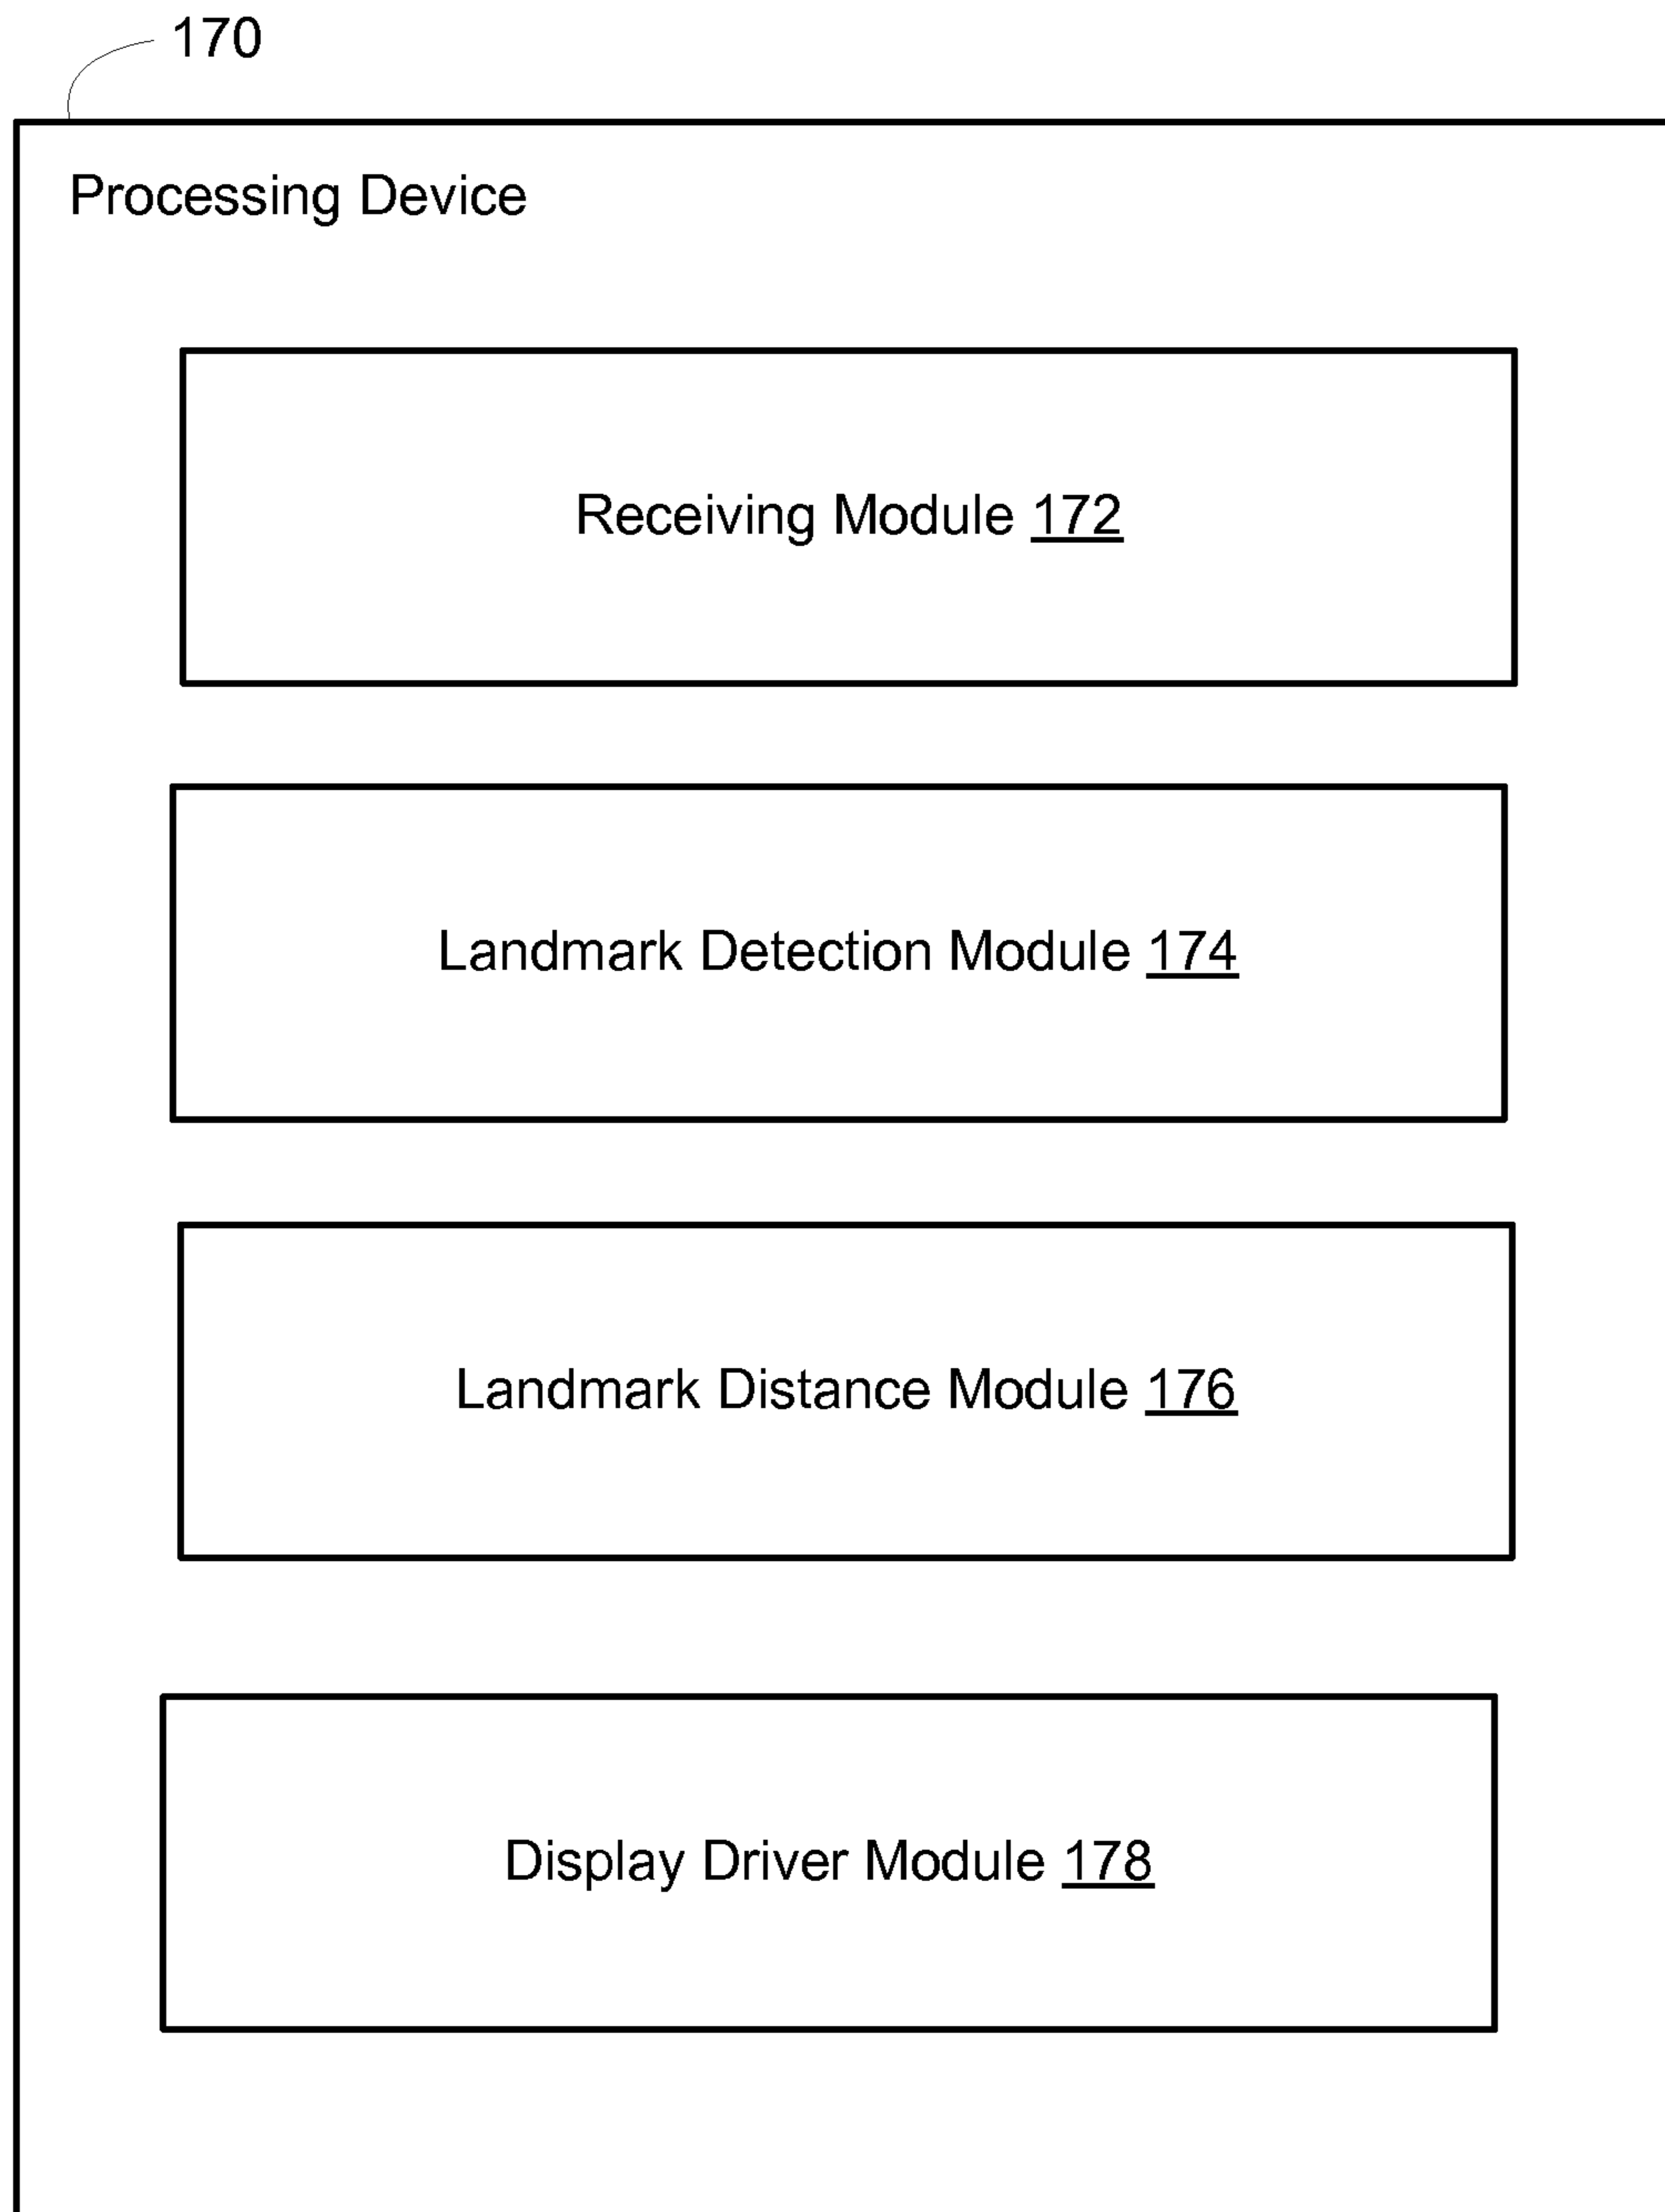 170
Processing Device
Receiving Module 172
Landmark Detection Module 174
Landmark Distance Module 176
Display Driver Module 178